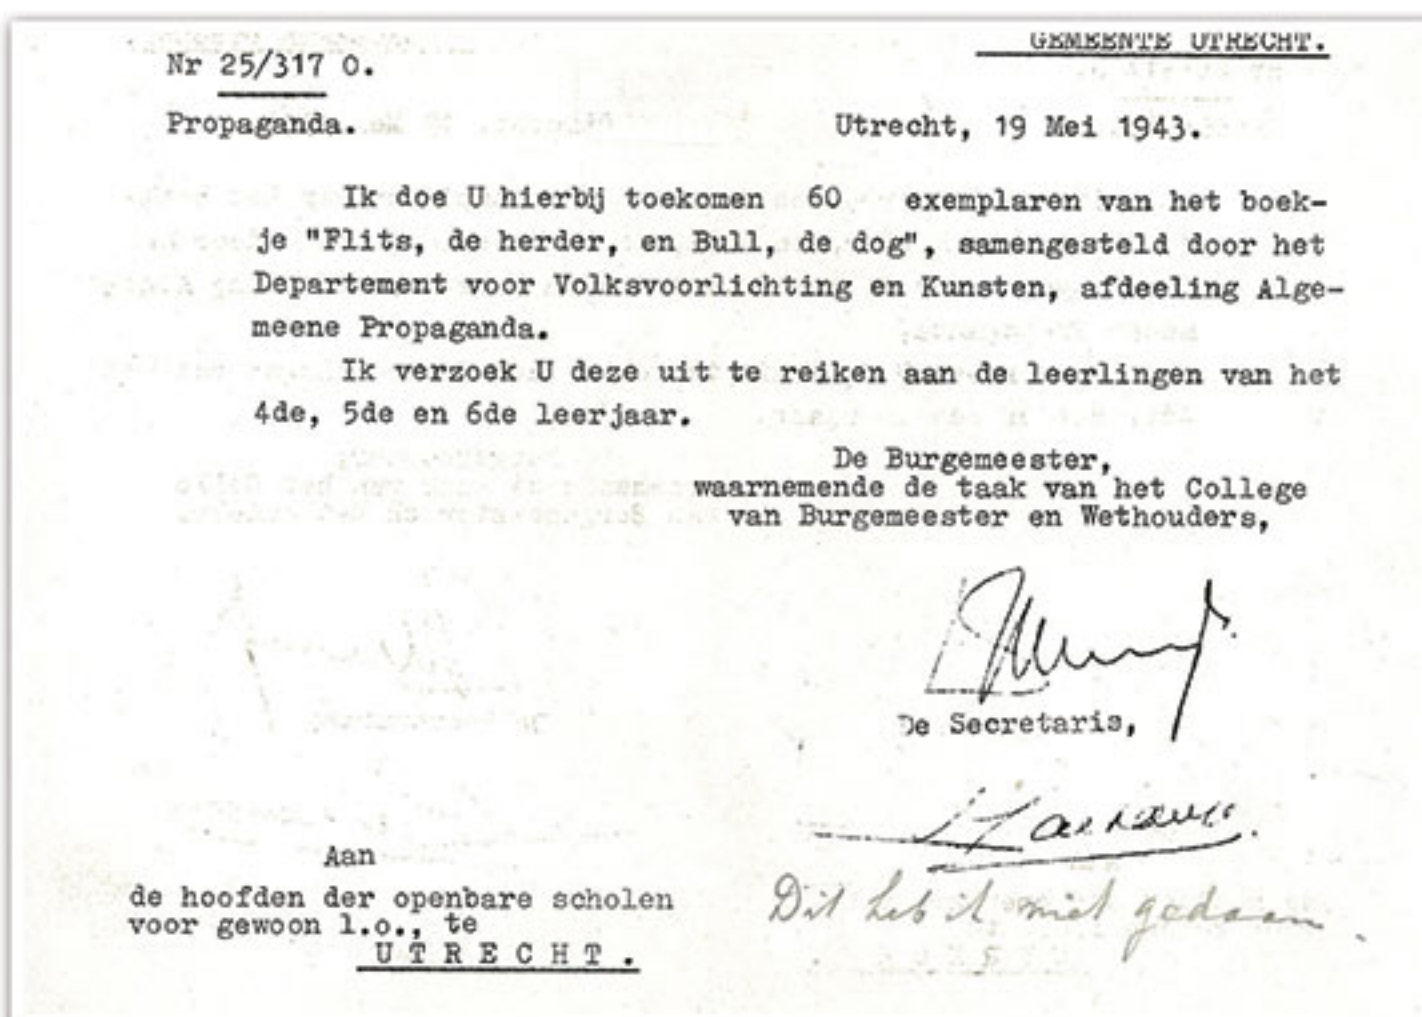 GEMEENTE UTRECHT.
Nr 25/317 O.
Propaganda.
Utrecht, 19 Mei 1943.
Ik doe U hierbij toekomen 60 exemplaren van het boek-
je "Flits, de herder, en Bull, de dog", samengesteld door het
Departement voor Volksvoorlichting en Kunsten, afdeeling Alge-
meene Propaganda.
Ik verzoek U deze uit te reiken aan de leerlingen van het
4de, 5de en 6de leerjaar.
De Burgemeester,
waarnemende de taak van het College
van Burgemeester en Wethouders,
De Secretaris,
Aan
de hoofden der openbare scholen
voor gewoon l.o., te
UTRECHT.
Dit heb ik niet gedaan